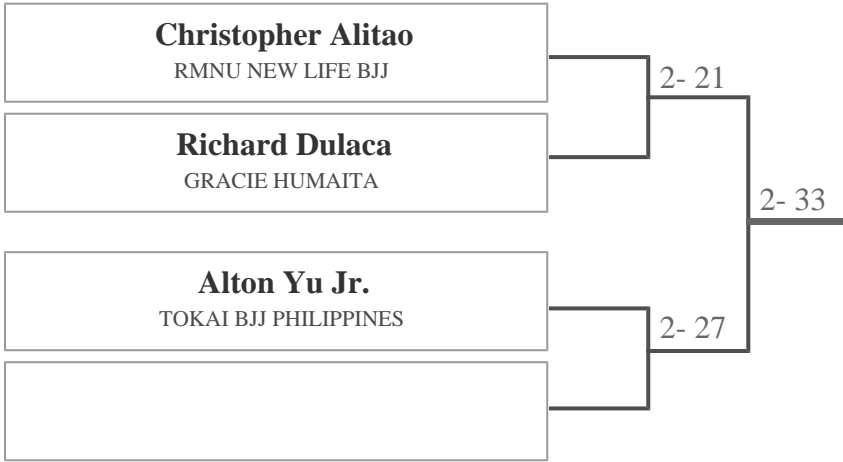 Christopher Alitao
RMNU NEW LIFE BJJ
2- 21
Richard Dulaca
GRACIE HUMAITA
2- 33
Alton Yu Jr.
TOKAI BJJ PHILIPPINES
2- 27